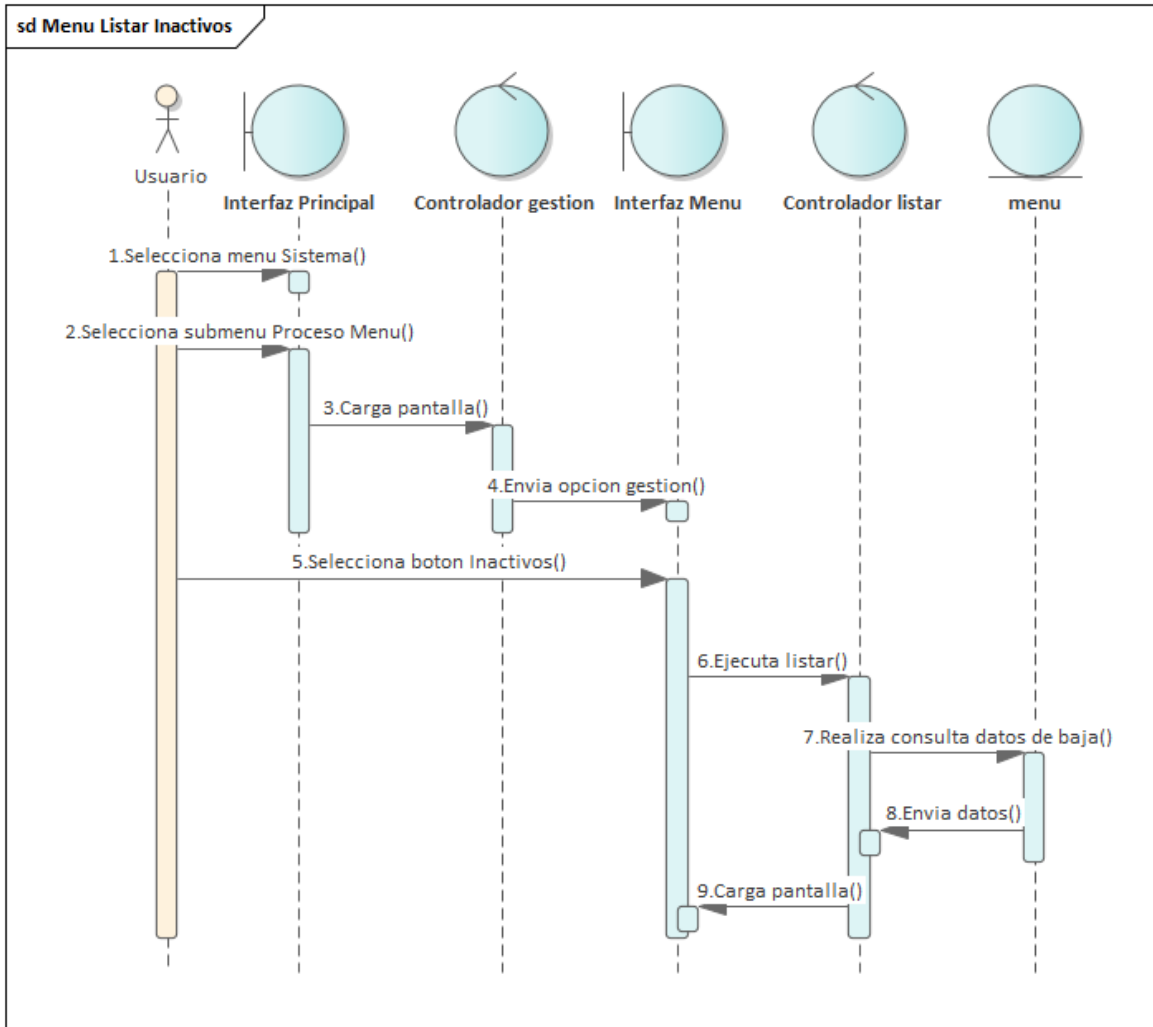 sd Menu Listar Inactivos
Usuario
Interfaz Principal
Controlador gestion
Interfaz Menu
Controlador listar
menu
1.Selecciona menu Sistema()
2.Selecciona submenu Proceso Menu()
3.Carga pantalla()
4.Envia opcion gestion()
5.Selecciona boton Inactivos()
6.Ejecuta listar()
7.Realiza consulta datos de baja()
8.Envia datos()
9.Carga pantalla()